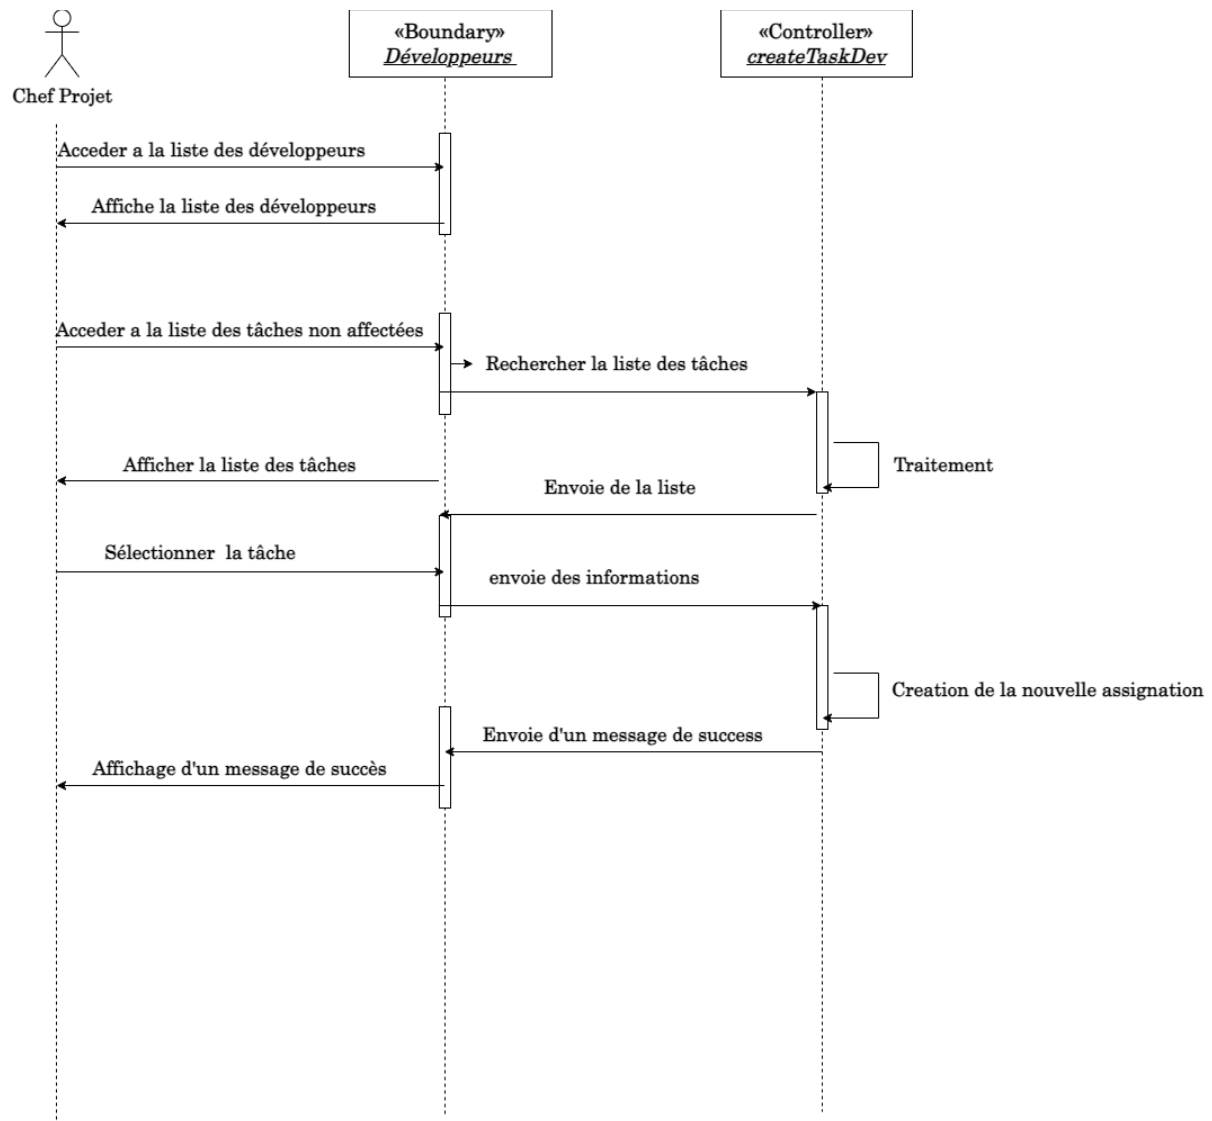 «Boundary»
Développeurs
«Controller»
createTaskDev
Chef Projet
Acceder a la liste des développeurs
Affiche la liste des développeurs
Acceder a la liste des tâches non affectées
Rechercher la liste des tâches
Afficher la liste des tâches
Traitement
Envoie de la liste
Sélectionner la tâche
envoie des informations
Creation de la nouvelle assignation
Envoie d'un message de success
Affichage d'un message de succès